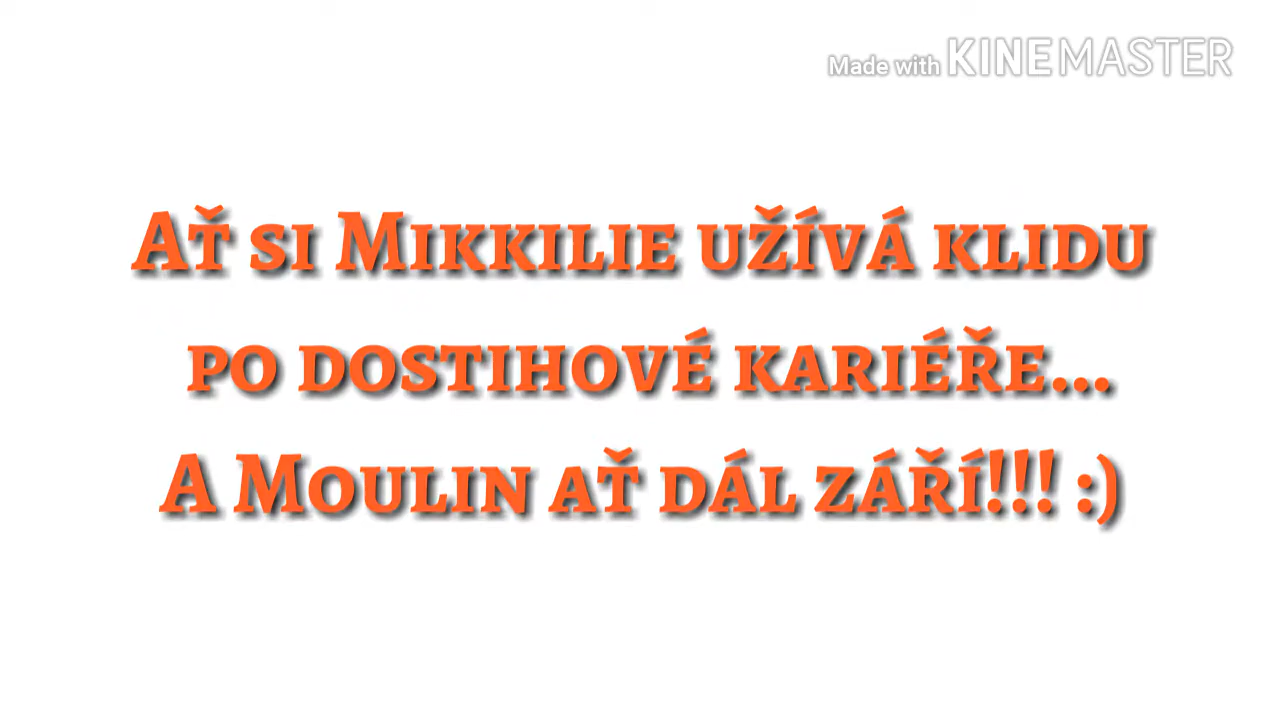 Made with KINEMASTER
Ať si Mikkilie užívá klidu
po dostihové kariéře...
A Moulin ať dál září!!! :)